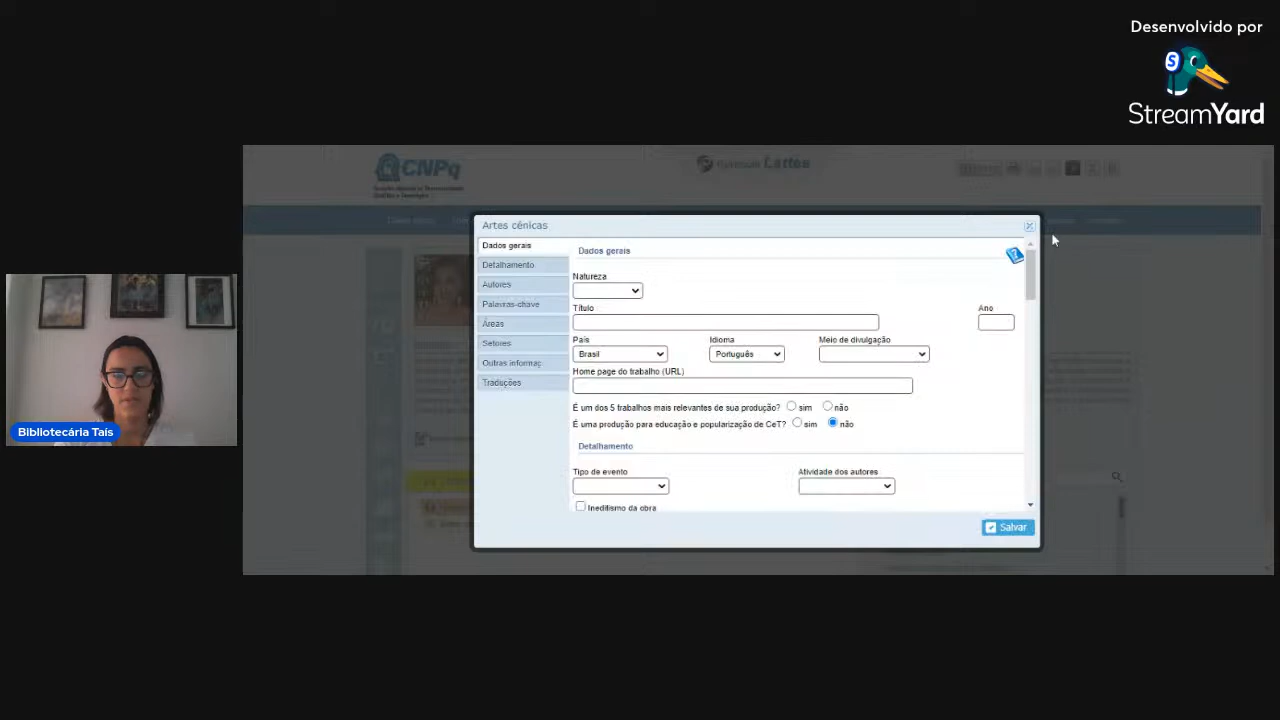 Desenvolvido por
StreamYard
CNPq
Lattes
Artes cênicas
Dados gerais
Detalhamento
Autores
Palavras-chave
Áreas
Setores
Outras informaç
Traduções
Dados gerais
Natureza
Título
Ano
País
Idioma
Meio de divulgação
Brasil
Português
Home page do trabalho (URL)
É um dos 5 trabalhos mais relevantes de sua produção? sim não
É uma produção para educação e popularização de CeT? sim não
Detalhamento
Tipo de evento
Atividade dos autores
Ineditismo da obra
Salvar
Bibliotecária Taís